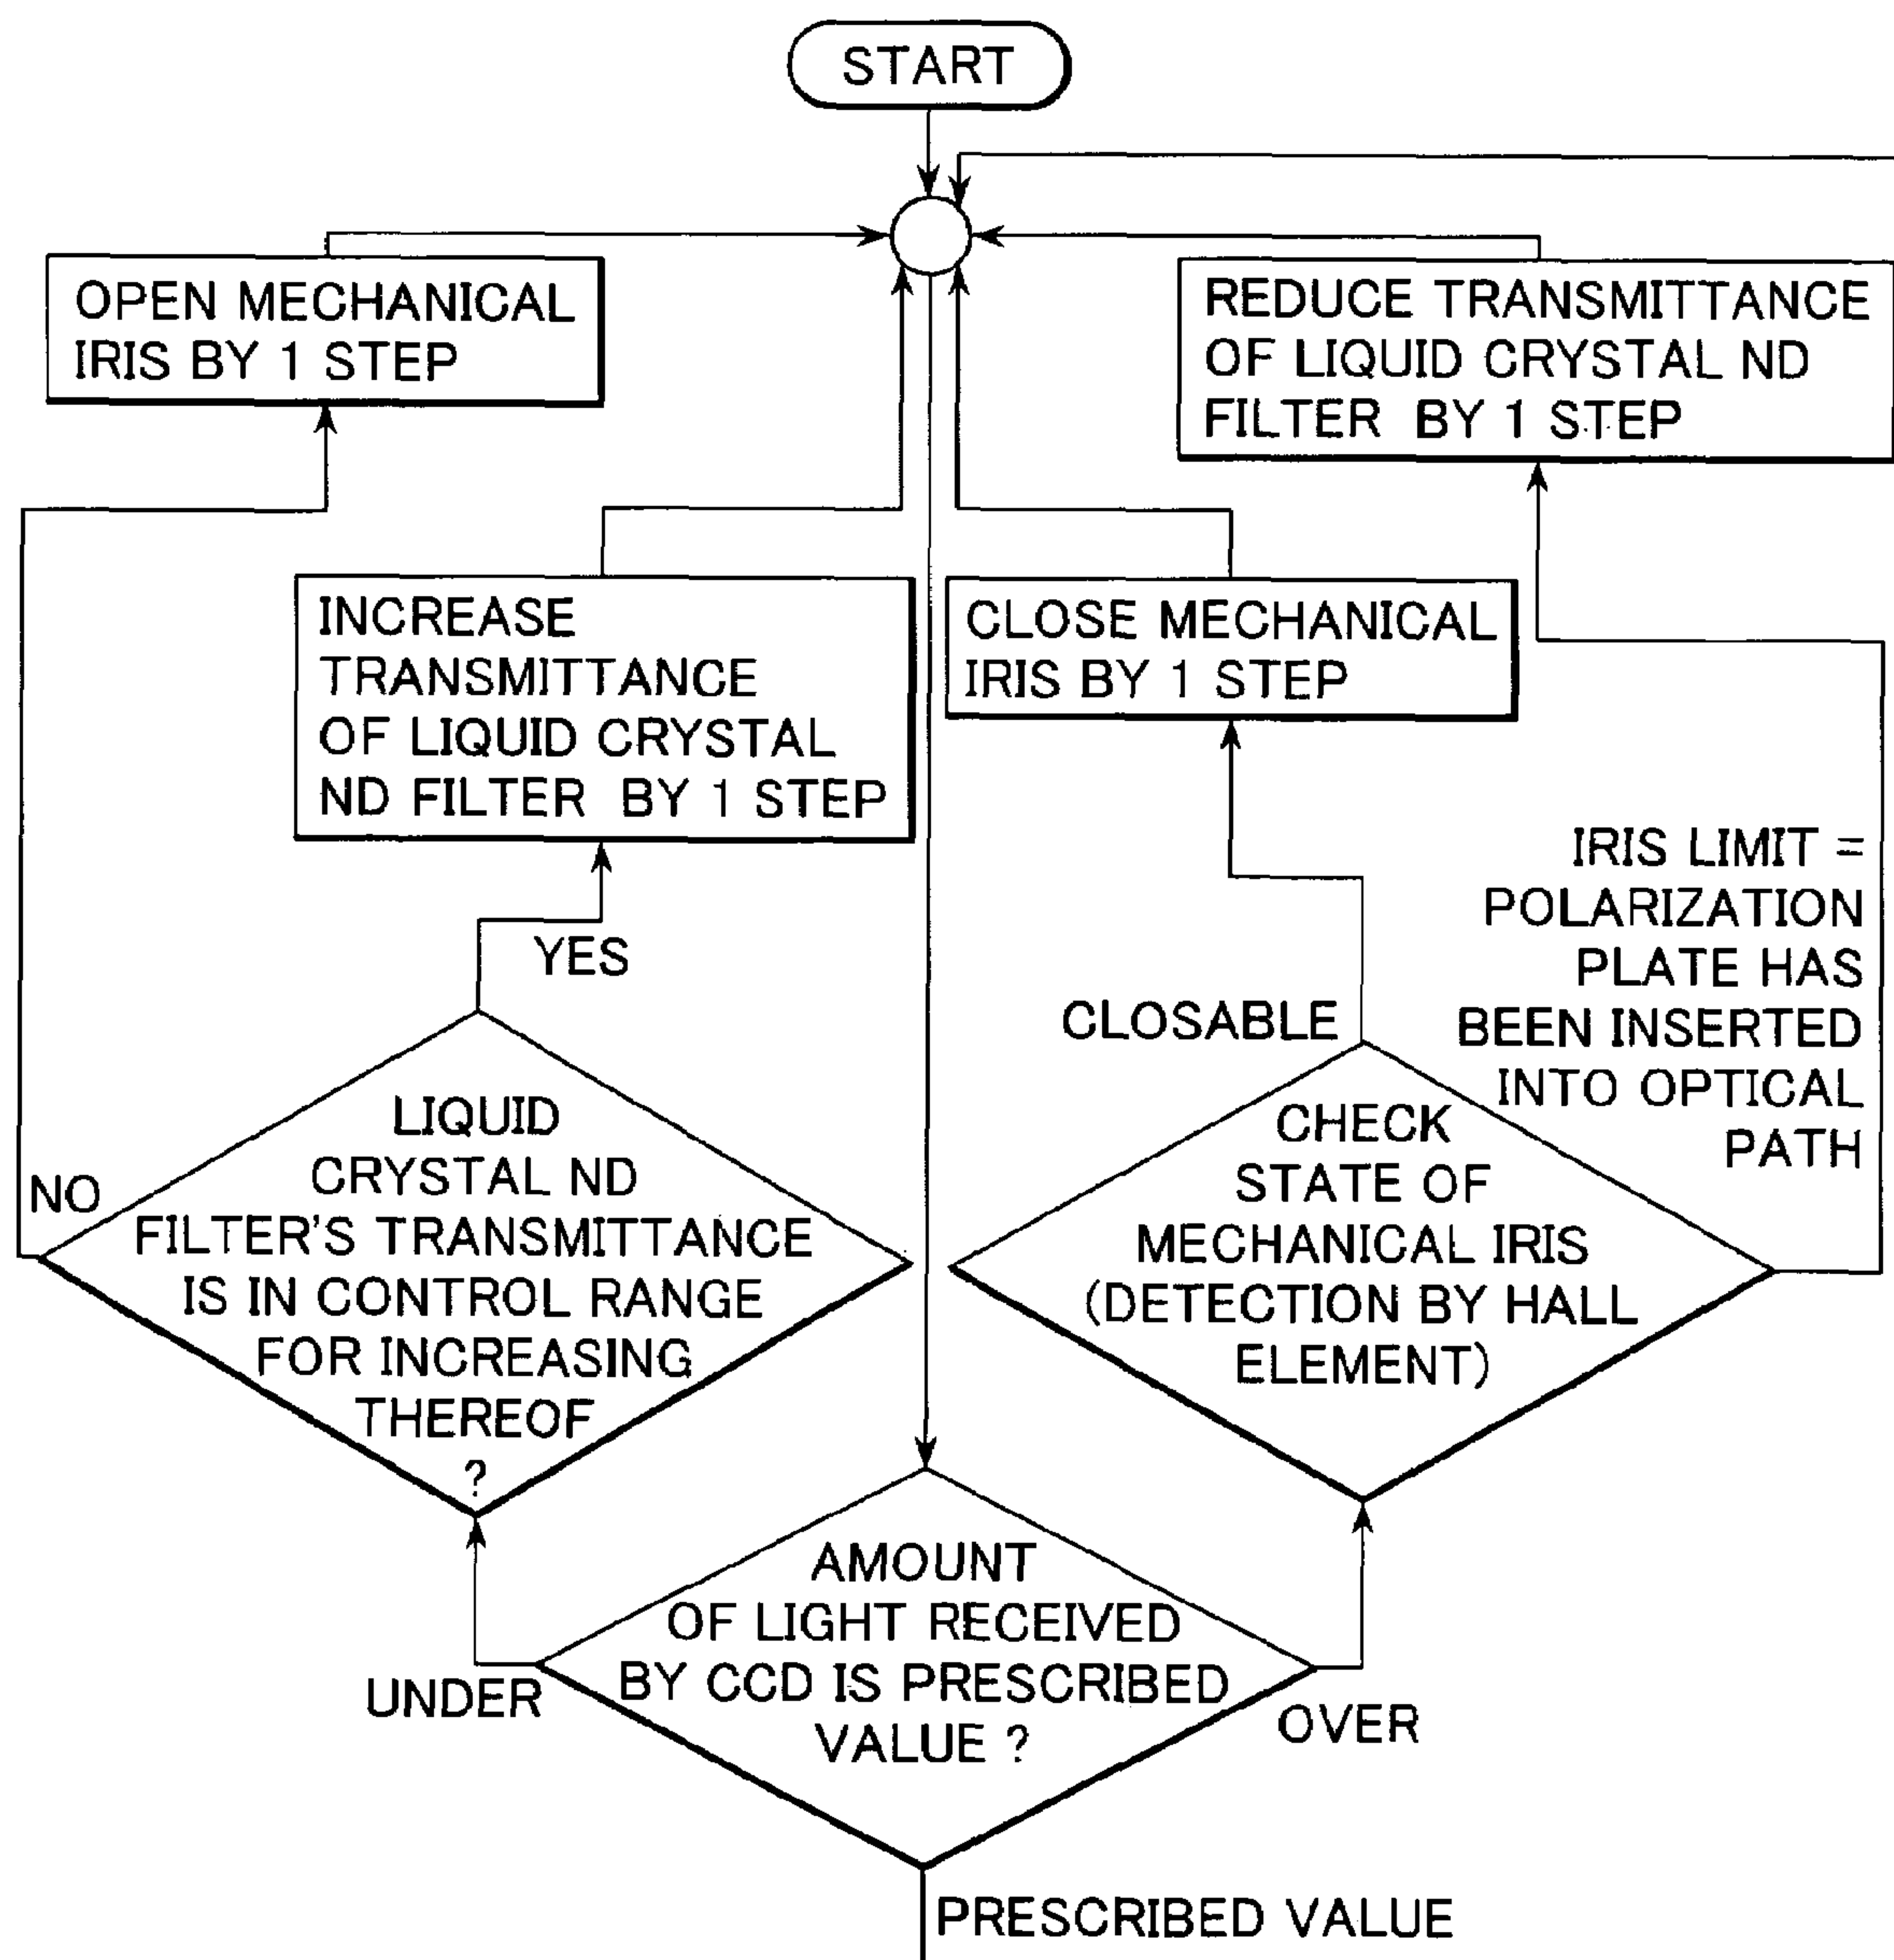 START
OPEN MECHANICAL
IRIS BY 1 STEP
REDUCE TRANSMITTANCE
OF LIQUID CRYSTAL ND
FILTER BY 1 STEP
INCREASE
TRANSMITTANCE
OF LIQUID CRYSTAL
ND FILTER BY 1 STEP
CLOSE MECHANICAL
IRIS BY 1 STEP
YES
CLOSABLE
IRIS LIMIT =
POLARIZATION
PLATE HAS
BEEN INSERTED
INTO OPTICAL
PATH
NO
LIQUID
CRYSTAL ND
FILTER'S TRANSMITTANCE
IS IN CONTROL RANGE
FOR INCREASING
THEREOF
?
CHECK
STATE OF
MECHANICAL IRIS
(DETECTION BY HALL
ELEMENT)
AMOUNT
OF LIGHT RECEIVED
BY CCD IS PRESCRIBED
VALUE ?
UNDER
OVER
PRESCRIBED VALUE